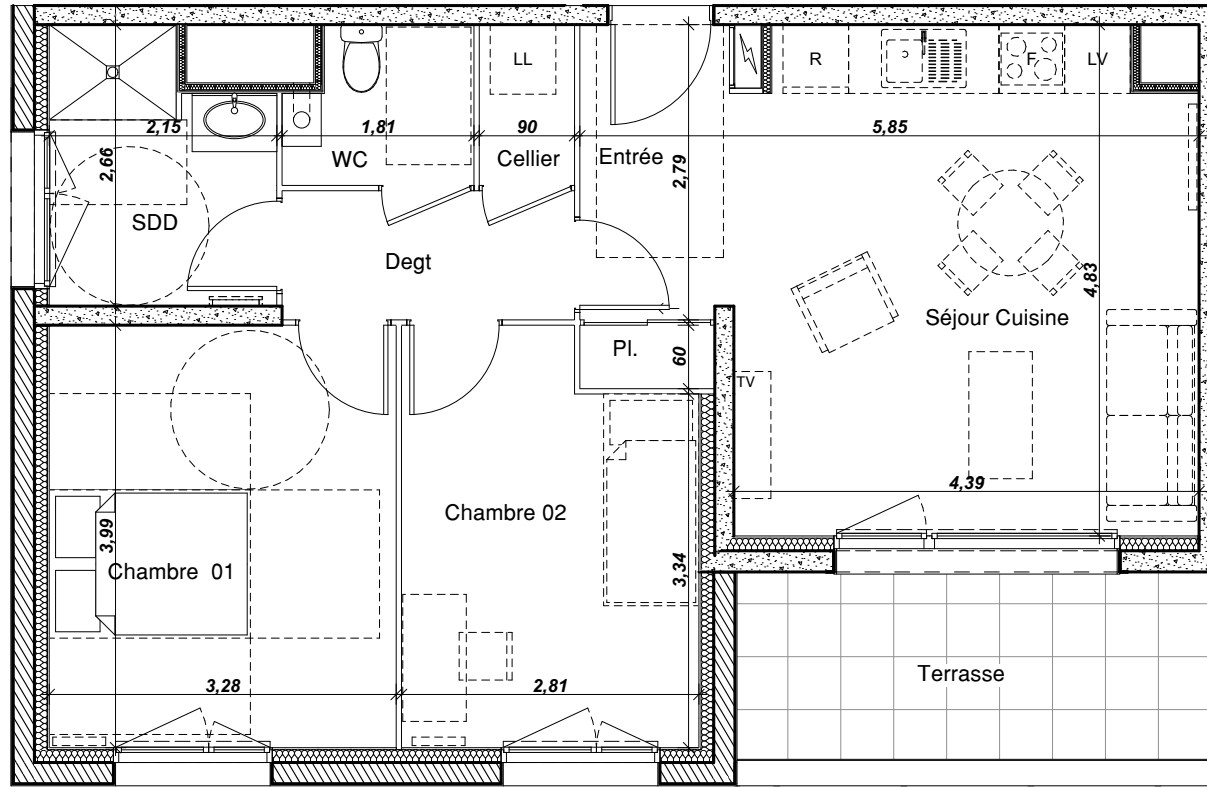 LL
R
F
LV
2,15
1,81
90
5,85
WC
Cellier
Entrée
2,66
2,79
SDD
Degt
4,83
Séjour Cuisine
Pl.
60
TV
4,39
Chambre 02
3,99
Chambre 01
3,34
Terrasse
3,28
2,81